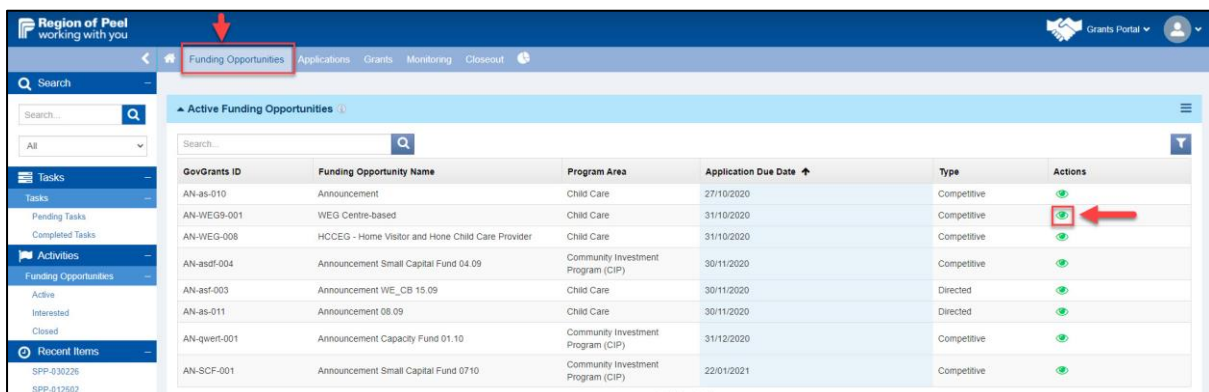 Region of Peel
working with you
Grants Portal
Funding Opportunities Applications Grants Monitoring Closeout
Search
Search...
All
Tasks
Tasks
Pending Tasks
Completed Tasks
Activities
Funding Opportunities
Active
Interested
Closed
Recent Items
SPP-030226
SPP-012602
Active Funding Opportunities
Search...
GovGrants ID Funding Opportunity Name Program Area Application Due Date Type Actions
AN-as-010 Announcement Child Care 27/10/2020 Competitive
AN-WEG9-001 WEG Centre-based Child Care 31/10/2020 Competitive
AN-WEG-008 HCCEG - Home Visitor and Hone Child Care Provider Child Care 31/10/2020 Competitive
AN-asdf-004 Announcement Small Capital Fund 04.09 Community Investment Program (CIP) 30/11/2020 Competitive
AN-asf-003 Announcement WE_CB 15.09 Child Care 30/11/2020 Directed
AN-as-011 Announcement 08.09 Child Care 30/11/2020 Directed
AN-qwert-001 Announcement Capacity Fund 01.10 Community Investment Program (CIP) 31/12/2020 Competitive
AN-SCF-001 Announcement Small Capital Fund 0710 Community Investment Program (CIP) 22/01/2021 Competitive